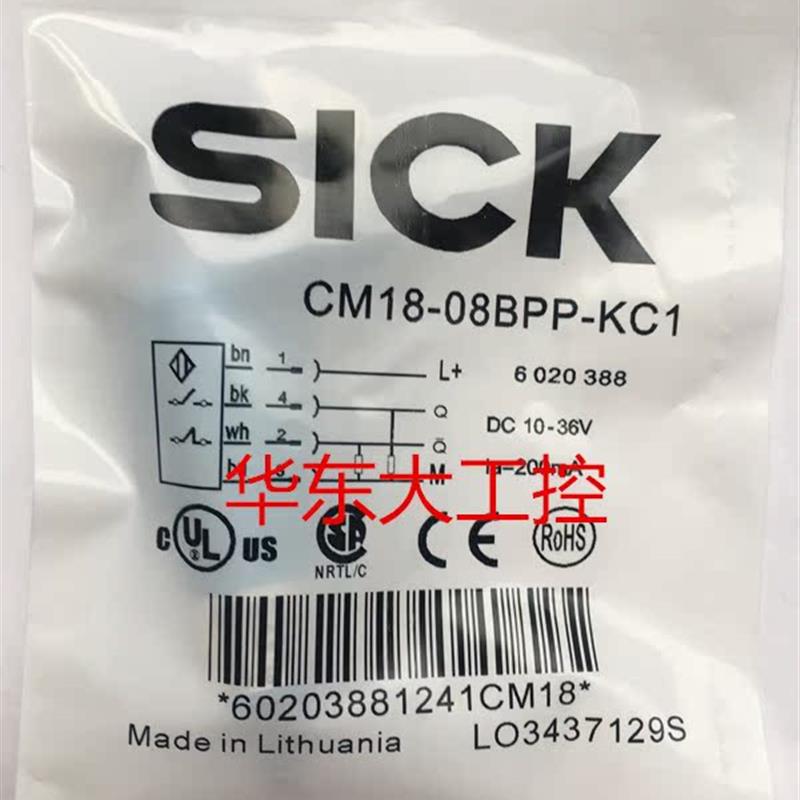 SICK
CM18-08BPP-KC1
bn 1 L+ 6 020 388
bk 4 Q
wh 2 Q̅ DC 10-36V
M
华东大工控
C UL US
SA
NRTL/C
CE
RoHS
*60203881241CM18*
Made in Lithuania LO3437129S